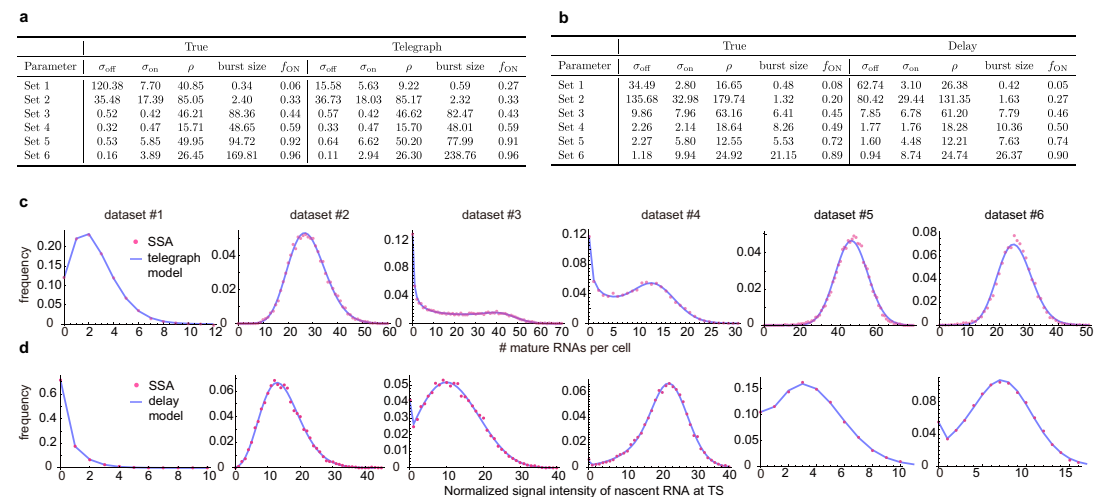 a
True Telegraph
Parameter σoff σon ρ burst size fON σoff σon ρ burst size fON
Set 1 120.38 7.70 40.85 0.34 0.06 15.58 5.63 9.22 0.59 0.27
Set 2 35.48 17.39 85.05 2.40 0.33 36.73 18.03 85.17 2.32 0.33
Set 3 0.52 0.42 46.21 88.36 0.44 0.57 0.42 46.62 82.47 0.43
Set 4 0.32 0.47 15.71 48.65 0.59 0.33 0.47 15.70 48.01 0.59
Set 5 0.53 5.85 49.95 94.72 0.92 0.64 6.62 50.20 77.99 0.91
Set 6 0.16 3.89 26.45 169.81 0.96 0.11 2.94 26.30 238.76 0.96
b
True Delay
Parameter σoff σon ρ burst size fON σoff σon ρ burst size fON
Set 1 34.49 2.80 16.65 0.48 0.08 62.74 3.10 26.38 0.42 0.05
Set 2 135.68 32.98 179.74 1.32 0.20 80.42 29.44 131.35 1.63 0.27
Set 3 9.86 7.96 63.16 6.41 0.45 7.85 6.78 61.20 7.79 0.46
Set 4 2.26 2.14 18.64 8.26 0.49 1.77 1.76 18.28 10.36 0.50
Set 5 2.27 5.80 12.55 5.53 0.72 1.60 4.48 12.21 7.63 0.74
Set 6 1.18 9.94 24.92 21.15 0.89 0.94 8.74 24.74 26.37 0.90
c
dataset #1 dataset #2 dataset #3 dataset #4 dataset #5 dataset #6
frequency
0.20
0.15
0.10
0.05
0
SSA
telegraph
model
0 2 4 6 8 10 12
0.05
0.04
0.02
0
0 10 20 30 40 50 60
0.12
0.08
0.04
0
0 10 20 30 40 50 60 70
0.12
0.08
0.04
0
0 5 10 15 20 25 30
0.05
0.04
0.02
0
0 20 40 60
0.08
0.06
0.04
0.02
0
0 10 20 30 40 50
# mature RNAs per cell
d
frequency
0.6
0.4
0.2
0
SSA
delay
model
0 2 4 6 8 10
0.06
0.04
0.02
0
0 10 20 30 40
0.05
0.04
0.03
0.02
0.01
0
0 10 20 30 40
0.06
0.04
0.02
0
0 10 20 30 40
0.15
0.10
0.05
0
0 2 4 6 8 10
0.08
0.04
0
0 5 10 15
Normalized signal intensity of nascent RNA at TS